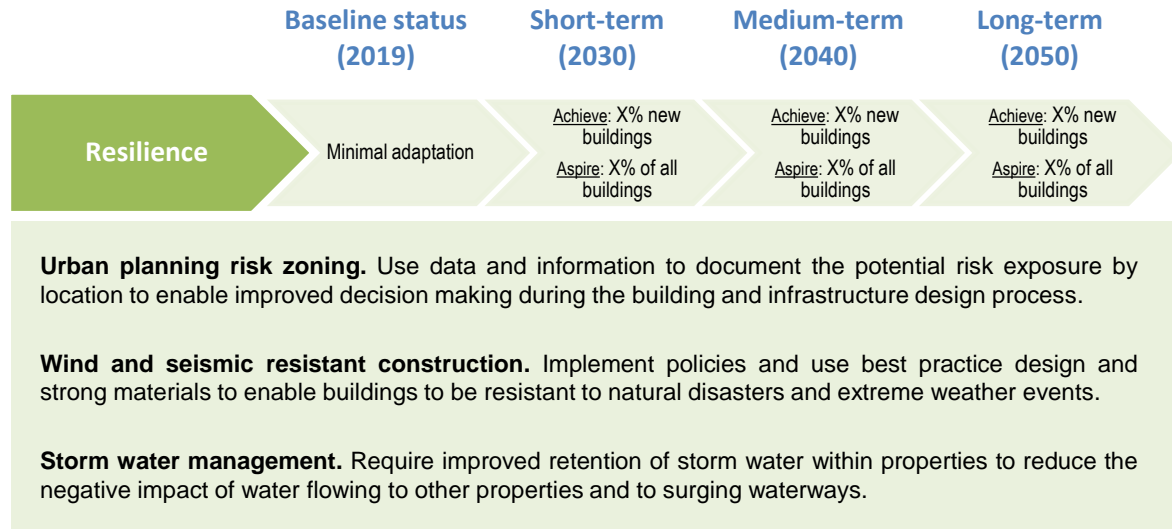 Baseline status Short-term Medium-term Long-term
(2019) (2030) (2040) (2050)
Resilience
Minimal adaptation
Achieve: X% new
buildings
Aspire: X% of all
buildings
Achieve: X% new
buildings
Aspire: X% of all
buildings
Achieve: X% new
buildings
Aspire: X% of all
buildings
Urban planning risk zoning. Use data and information to document the potential risk exposure by
location to enable improved decision making during the building and infrastructure design process.
Wind and seismic resistant construction. Implement policies and use best practice design and
strong materials to enable buildings to be resistant to natural disasters and extreme weather events.
Storm water management. Require improved retention of storm water within properties to reduce the
negative impact of water flowing to other properties and to surging waterways.